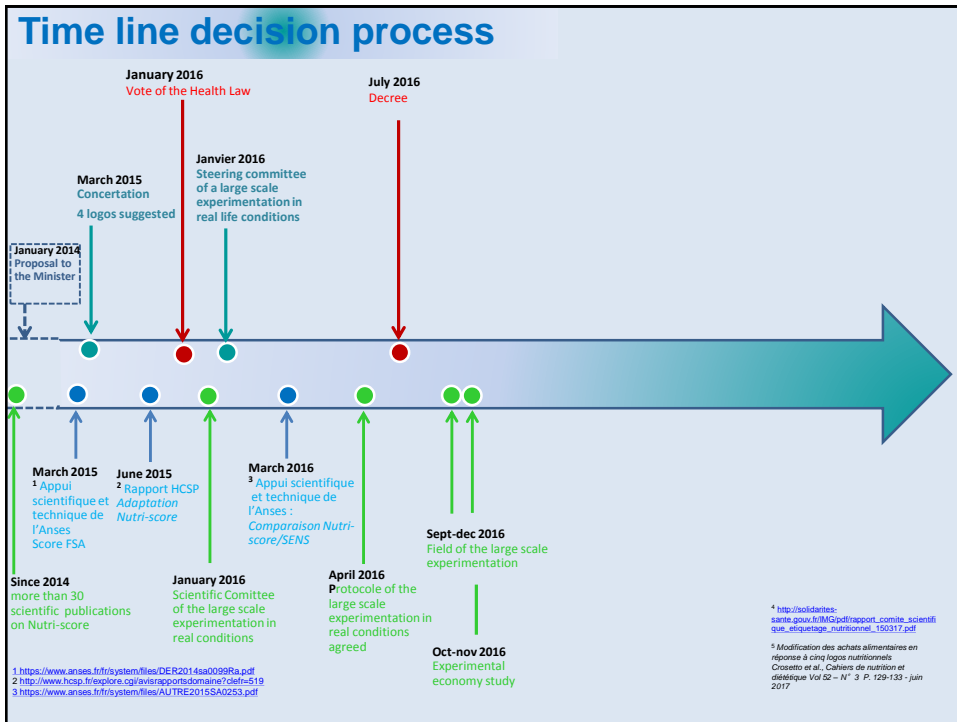 Time line decision process
January 2016
Vote of the Health Law
July 2016
Decree
Janvier 2016
Steering committee
of a large scale
experimentation in
real life conditions
March 2015
Concertation
4 logos suggested
January 2014
Proposal to
the Minister
March 2015
1 Appui
scientifique et
technique de
l'Anses
Score FSA
June 2015
2 Rapport HCSP
Adaptation
Nutri-score
March 2016
3 Appui scientifique
et technique de
l'Anses :
Comparaison Nutri-
score/SENS
Sept-dec 2016
Field of the large scale
experimentation
Since 2014
more than 30
scientific publications
on Nutri-score
January 2016
Scientific Comittee
of the large scale
experimentation in
real conditions
April 2016
Protocole of the
large scale
experimentation in
real conditions
agreed
Oct-nov 2016
Experimental
economy study
1 https://www.anses.fr/fr/system/files/DER2014sa0099Ra.pdf
2 http://www.hcsp.fr/explore.cgi/avisrapportsdomaine?clefr=519
3 https://www.anses.fr/fr/system/files/AUTRE2015SA0253.pdf
4 http://solidarites-
sante.gouv.fr/IMG/pdf/rapport_comite_scientifi
que_etiquetage_nutritionnel_150317.pdf
5 Modification des achats alimentaires en
réponse à cinq logos nutritionnels
Crosetto et al., Cahiers de nutrition et
diététique Vol 52 – N° 3 P. 129-133 - juin
2017